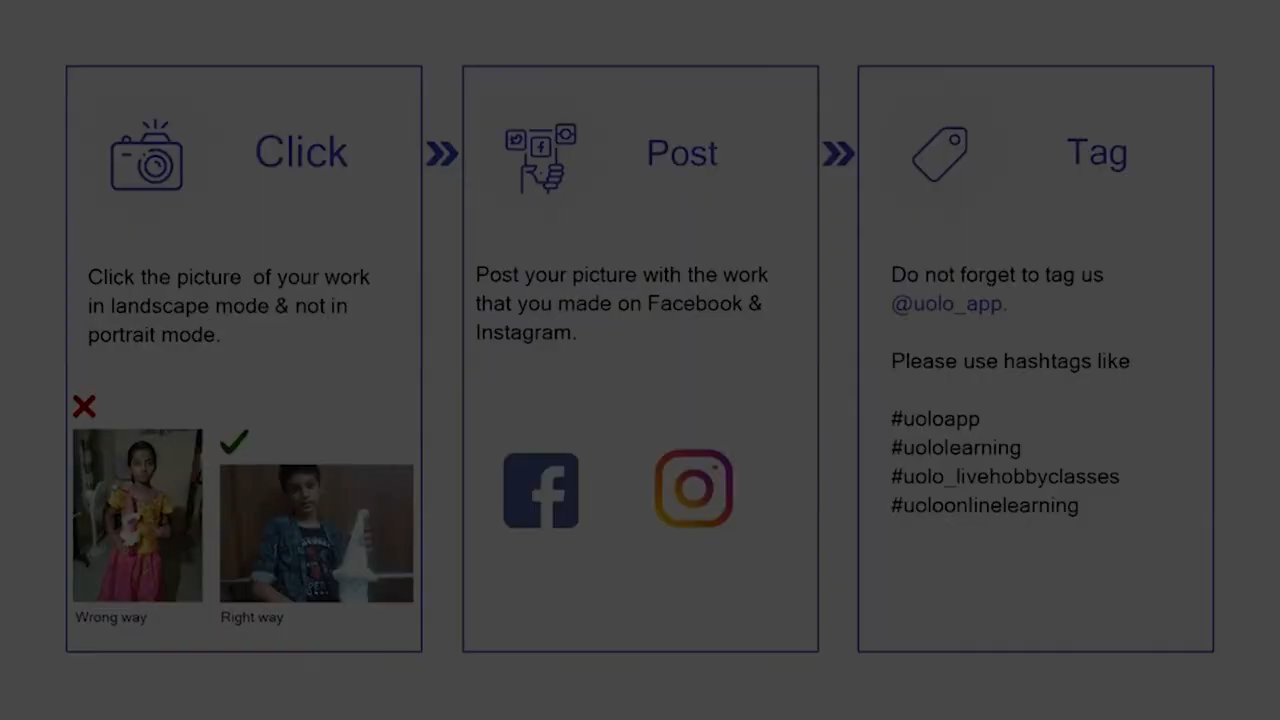 Click
Click the picture of your work
in landscape mode & not in
portrait mode.
Wrong way
Right way
Post
Post your picture with the work
that you made on Facebook &
Instagram.
Tag
Do not forget to tag us
@uolo_app.
Please use hashtags like
#uoloapp
#uololearning
#uolo_livehobbyclasses
#uoloonlinelearning